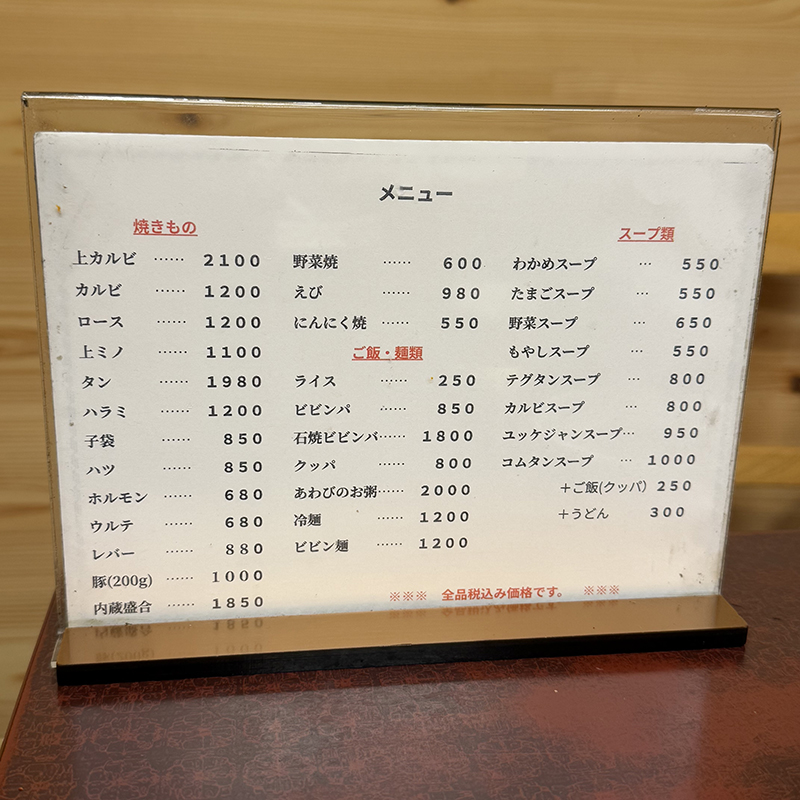 メニュー
焼きもの
上カルビ …… 2100
カルビ …… 1200
ロース …… 1200
上ミノ …… 1100
タン …… 1980
ハラミ …… 1200
子袋 …… 850
ハツ …… 850
ホルモン …… 680
ウルテ …… 680
レバー …… 880
豚(200g) …… 1000
内蔵盛合 …… 1850
野菜焼 …… 600
えび …… 980
にんにく焼 …… 550
ご飯・麺類
ライス …… 250
ビビンパ …… 850
石焼ビビンバ…… 1800
クッパ …… 800
あわびのお粥…… 2000
冷麺 …… 1200
ビビン麺 …… 1200
スープ類
わかめスープ … 550
たまごスープ … 550
野菜スープ … 650
もやしスープ … 550
テグタンスープ … 800
カルビスープ … 800
ユッケジャンスープ… 950
コムタンスープ … 1000
＋ご飯(クッパ) 250
＋うどん 300
※※※ 全品税込み価格です。 ※※※